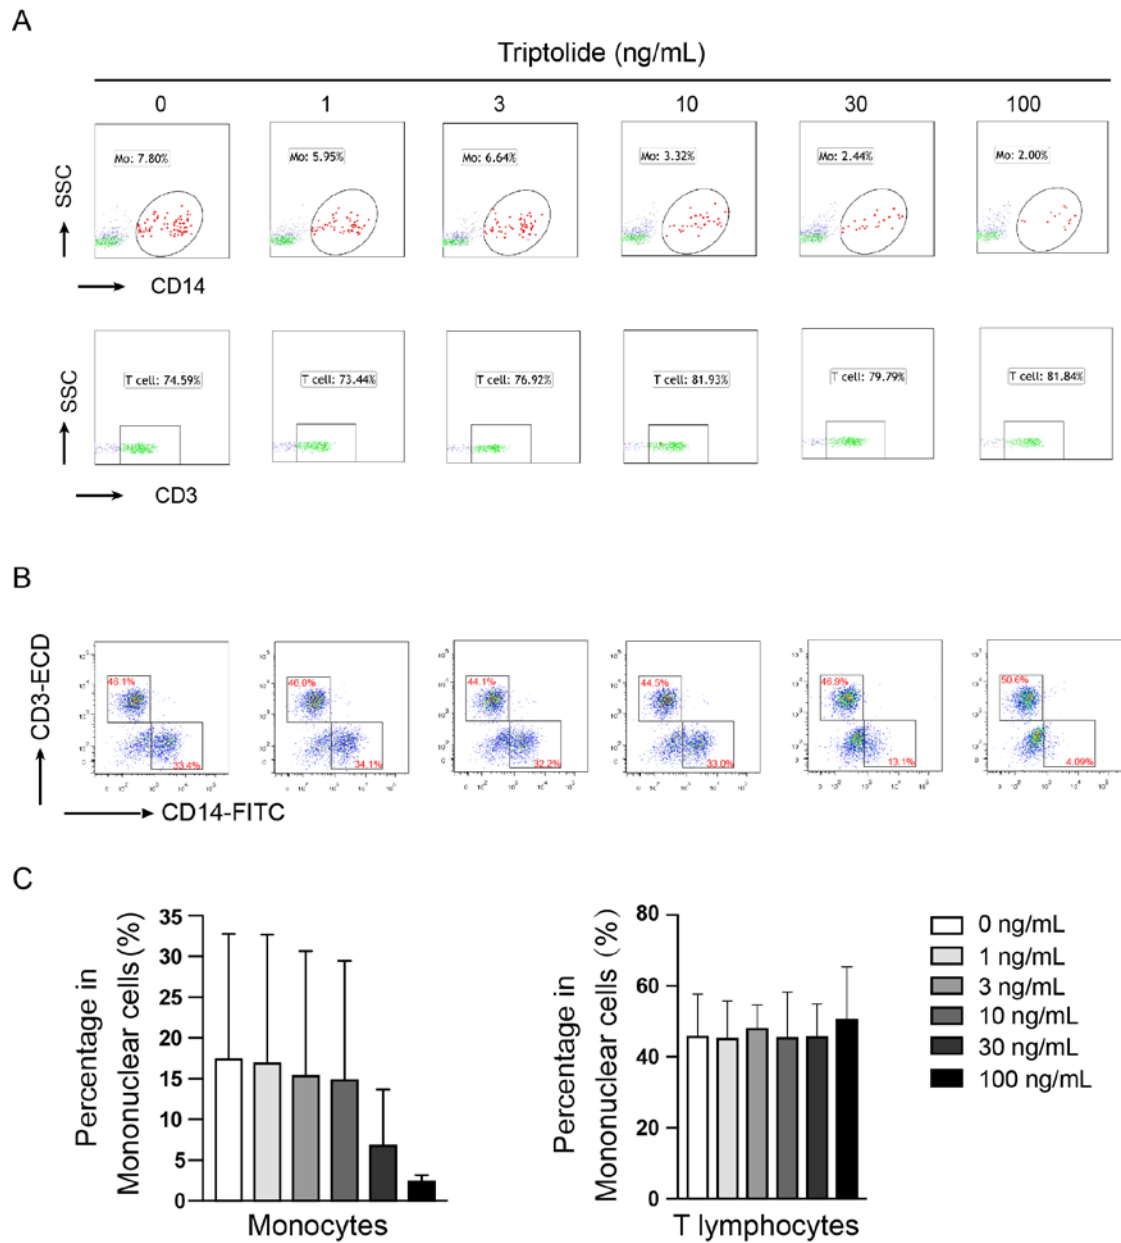 A
Triptolide (ng/mL)
0 1 3 10 30 100
Mo: 7.80% Mo: 5.95% Mo: 6.64% Mo: 3.32% Mo: 2.44% Mo: 2.00%
SSC
CD14
T cell: 74.59% T cell: 73.44% T cell: 76.92% T cell: 81.93% T cell: 79.79% T cell: 81.84%
SSC
CD3
B
CD3-ECD
46.1% 46.0% 44.1% 44.5% 46.9% 50.6%
33.4% 34.1% 32.2% 33.0% 13.1% 4.09%
CD14-FITC
C
Percentage in
Mononuclear cells (%)
35
30
25
20
15
10
5
0
Monocytes
Percentage in
Mononuclear cells (%)
80
60
40
20
0
T lymphocytes
0 ng/mL
1 ng/mL
3 ng/mL
10 ng/mL
30 ng/mL
100 ng/mL